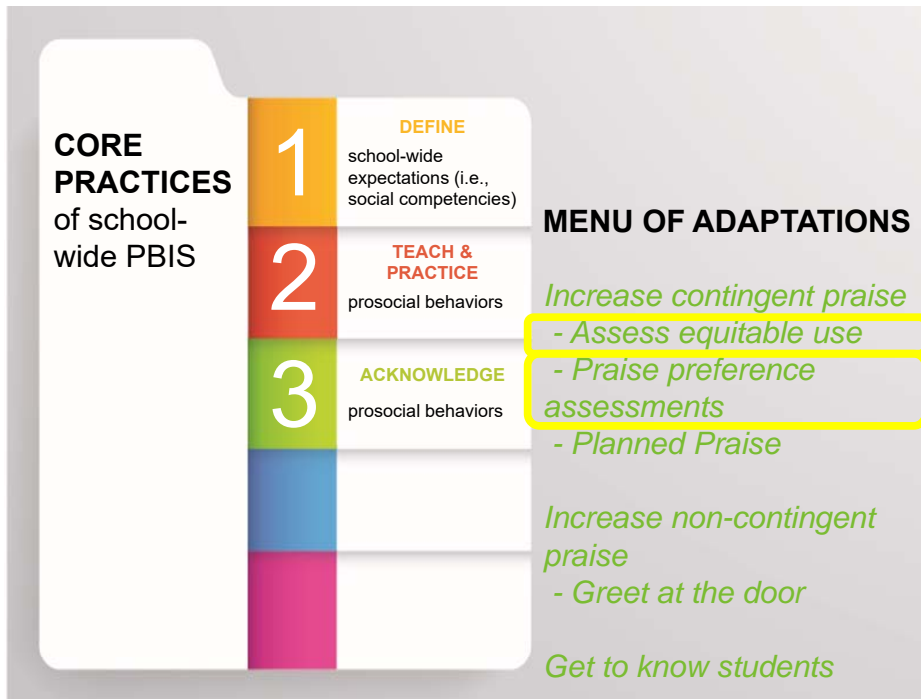 CORE
PRACTICES
of school-
wide PBIS
1
DEFINE
school-wide
expectations (i.e.,
social competencies)
2
TEACH &
PRACTICE
prosocial behaviors
3
ACKNOWLEDGE
prosocial behaviors
MENU OF ADAPTATIONS
Increase contingent praise
- Assess equitable use
- Praise preference
assessments
- Planned Praise
Increase non-contingent
praise
- Greet at the door
Get to know students